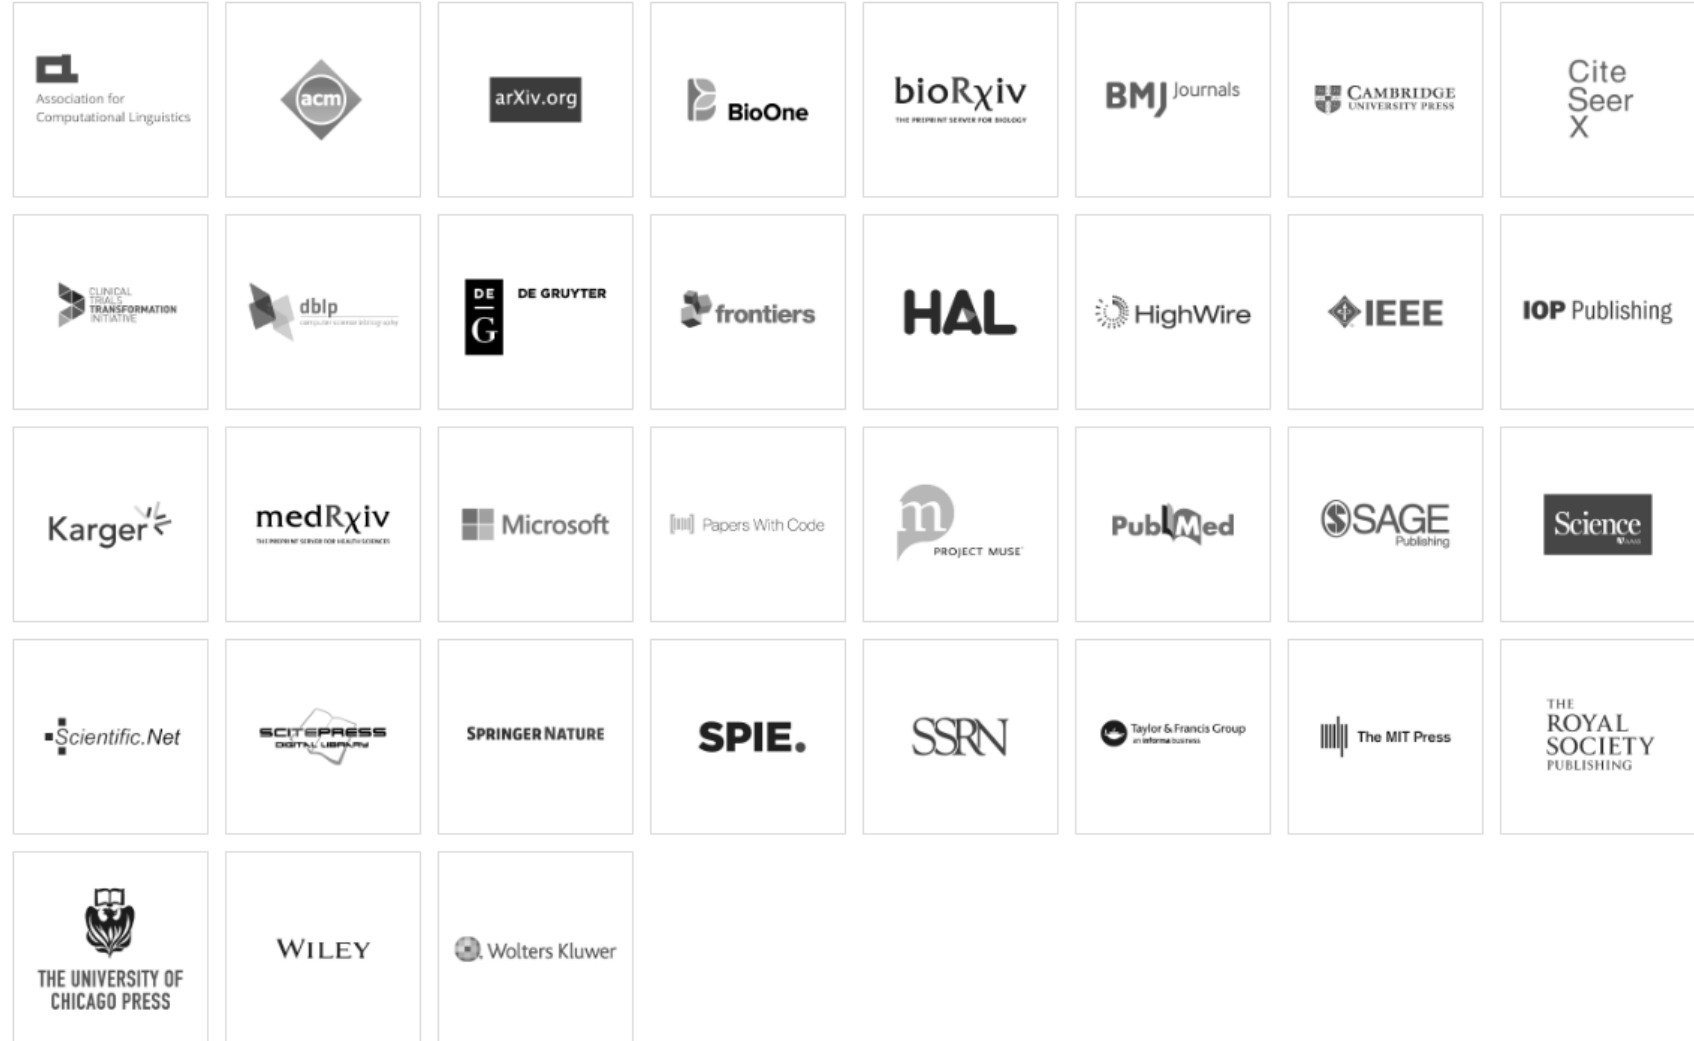 Association for
Computational Linguistics
acm
arXiv.org
BioOne
bioRχiv
THE PREPRINT SERVER FOR BIOLOGY
BMJ Journals
CAMBRIDGE
UNIVERSITY PRESS
Cite
Seer
X
CLINICAL
TRIALS
TRANSFORMATION
INITIATIVE
dblp
computer science bibliography
DE
G
DE GRUYTER
frontiers
HAL
HighWire
IEEE
IOP Publishing
Karger
medRχiv
THE PREPRINT SERVER FOR HEALTH SCIENCES
Microsoft
Papers With Code
m
PROJECT MUSE
PubMed
S SAGE
Publishing
Science
AAAS
Scientific.Net
SCITEPRESS
DIGITAL LIBRARY
SPRINGER NATURE
SPIE.
SSRN
Taylor & Francis Group
an informa business
The MIT Press
THE
ROYAL
SOCIETY
PUBLISHING
THE UNIVERSITY OF
CHICAGO PRESS
WILEY
Wolters Kluwer